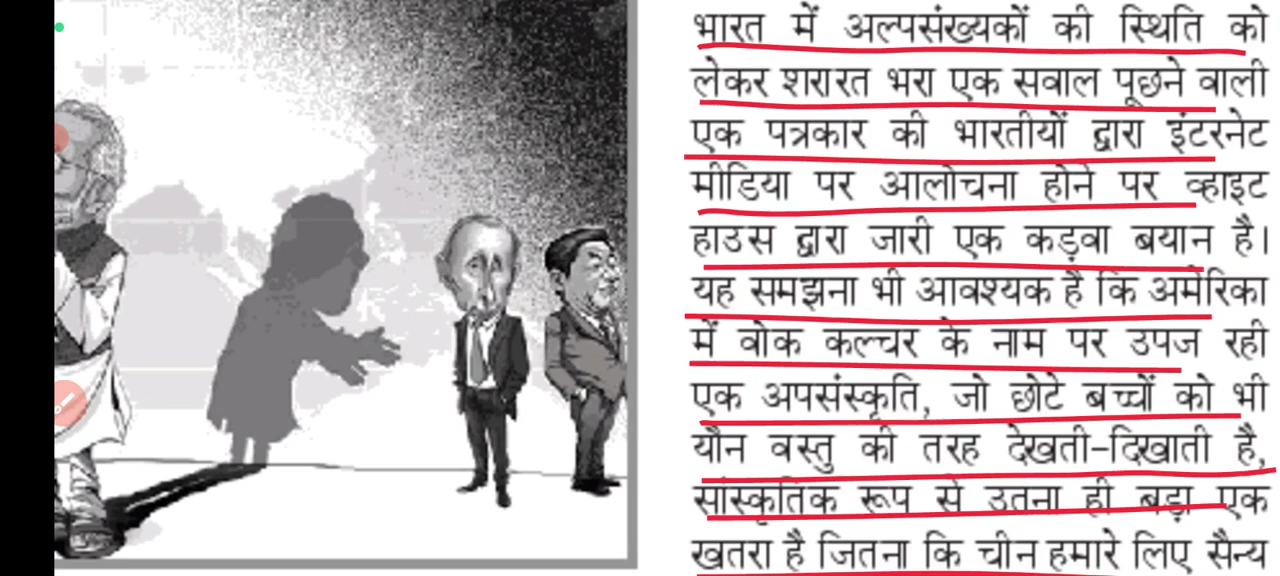 भारत में अल्पसंख्यकों की स्थिति को
लेकर शरारत भरा एक सवाल पूछने वाली
एक पत्रकार की भारतीयों द्वारा इंटरनेट
मीडिया पर आलोचना होने पर व्हाइट
हाउस द्वारा जारी एक कड़वा बयान है।
यह समझना भी आवश्यक है कि अमेरिका
में वोक कल्चर के नाम पर उपज रही
एक अपसंस्कृति, जो छोटे बच्चों को भी
यौन वस्तु की तरह देखती-दिखाती है,
सांस्कृतिक रूप से उतना ही बड़ा एक
खतरा है जितना कि चीन हमारे लिए सैन्य